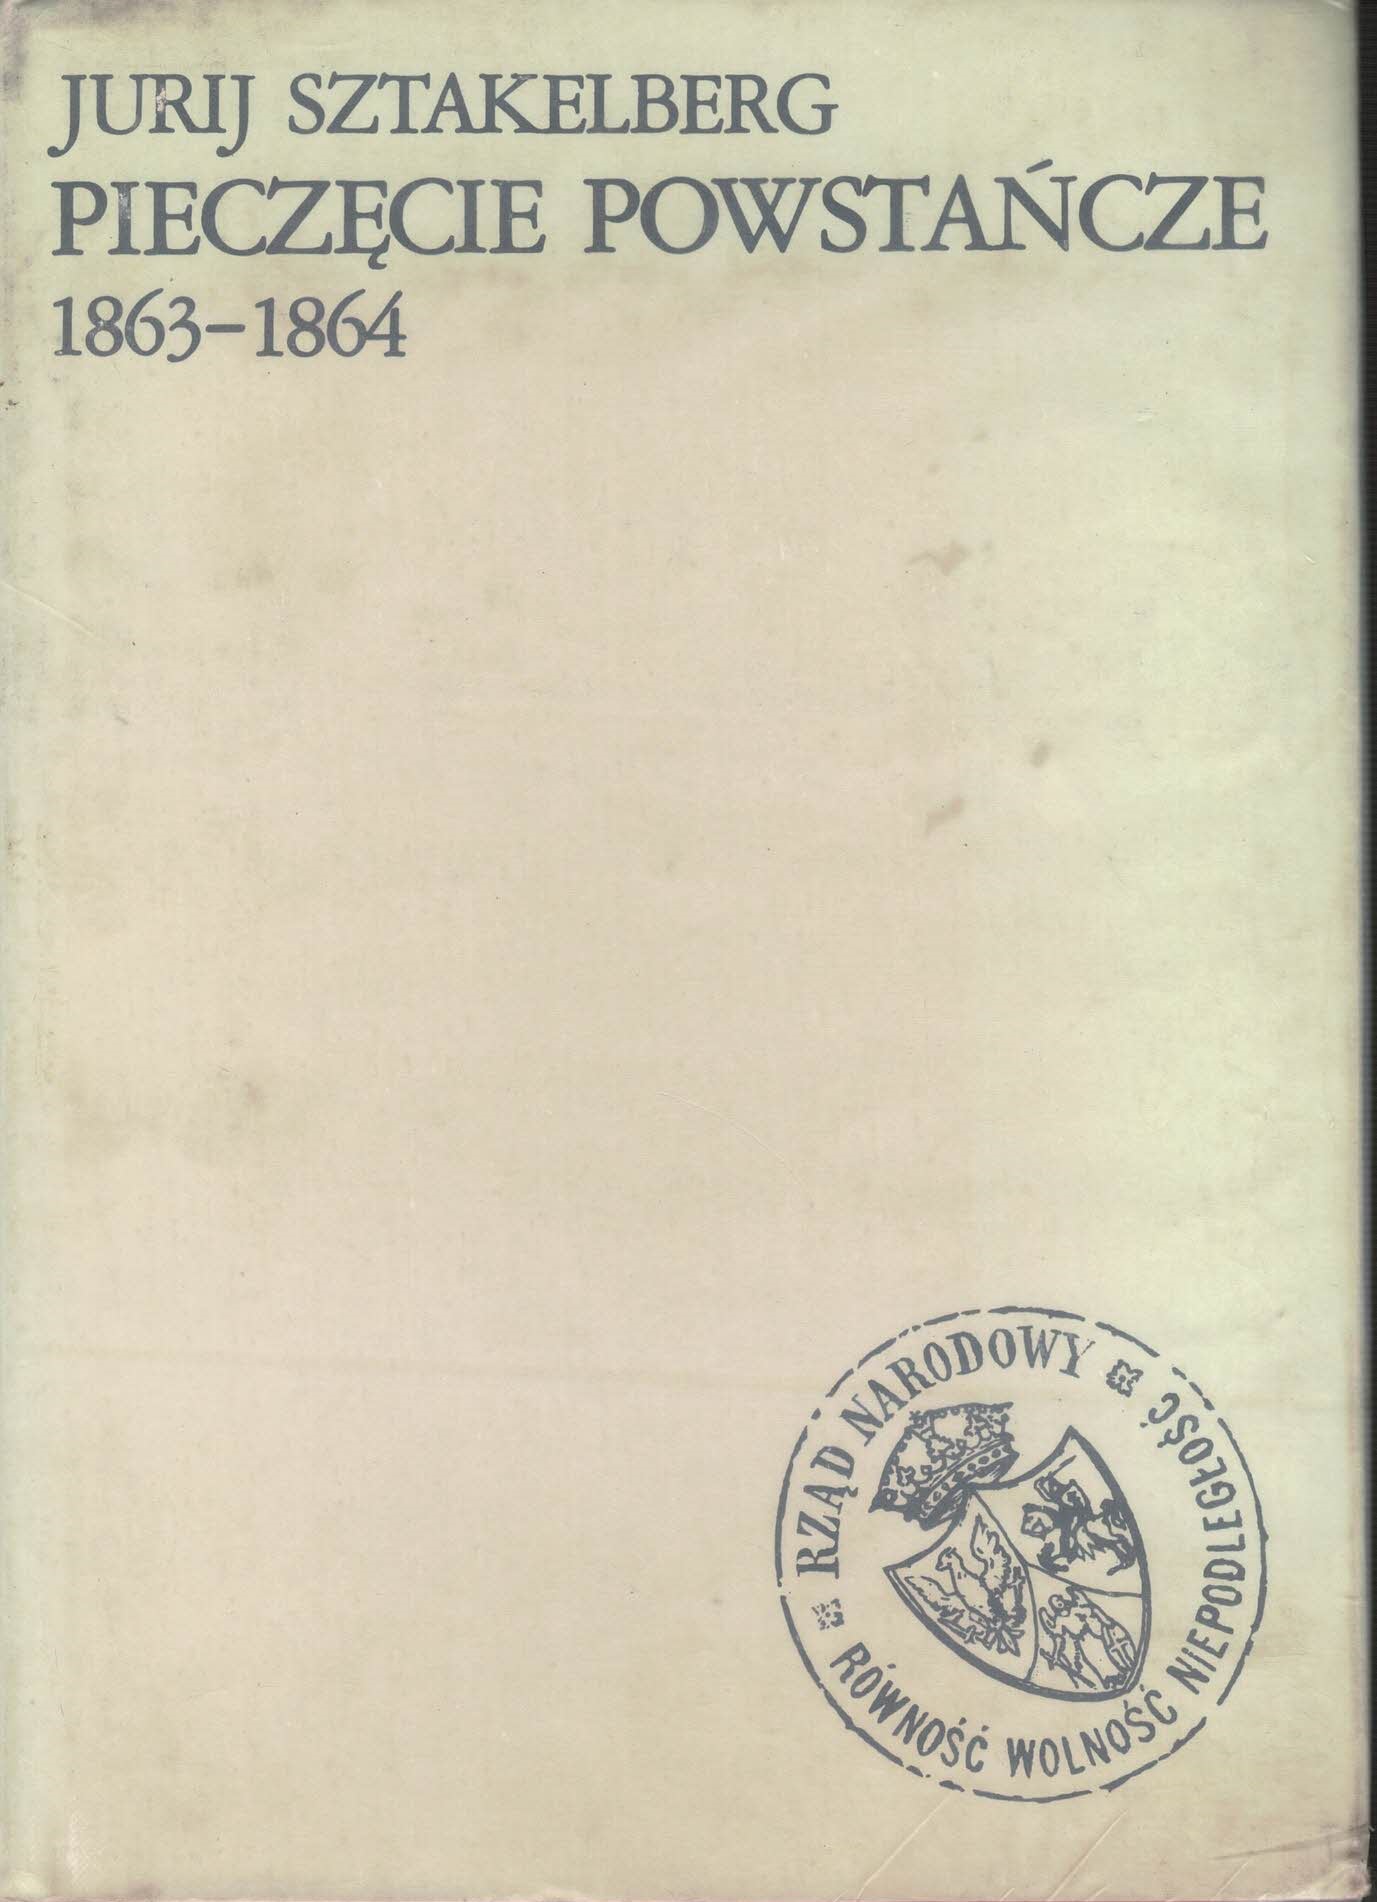 JURIJ SZTAKELBERG
PIECZĘCIE POWSTAŃCZE
1863–1864
RZĄD NARODOWY
RÓWNOŚĆ WOLNOŚĆ NIEPODLEGŁOŚĆ